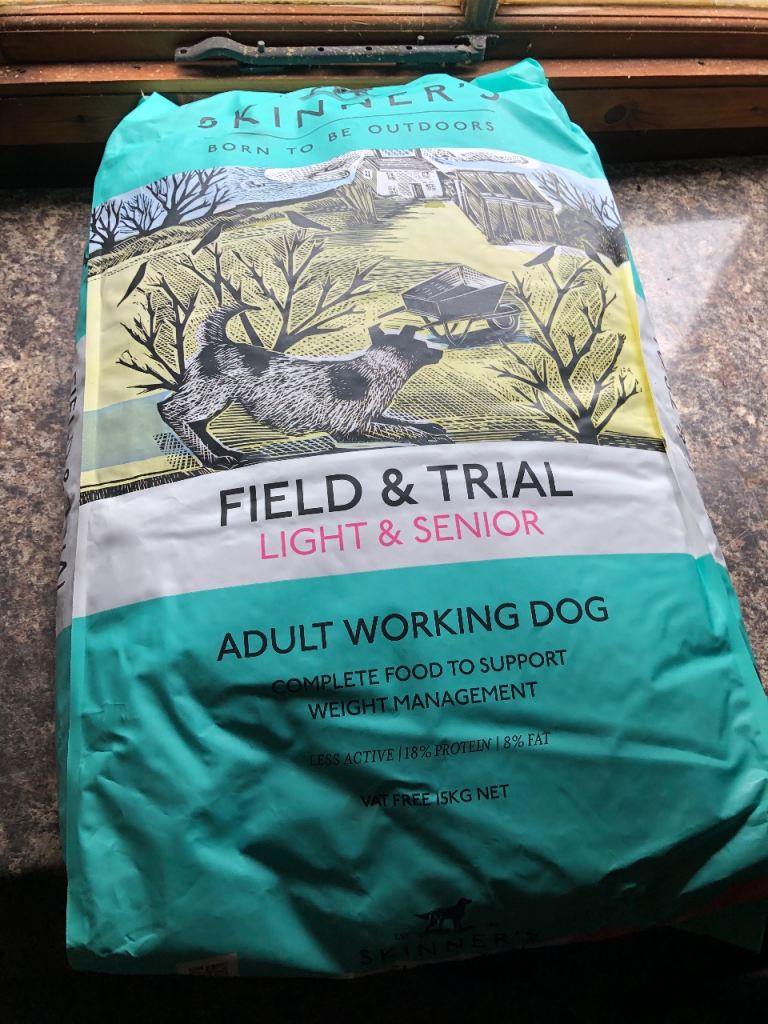 SKINNER'S
BORN TO BE OUTDOORS
FIELD & TRIAL
LIGHT & SENIOR
ADULT WORKING DOG
COMPLETE FOOD TO SUPPORT
WEIGHT MANAGEMENT
LESS ACTIVE | 18% PROTEIN | 8% FAT
VAT FREE 15KG NET
SKINNER'S